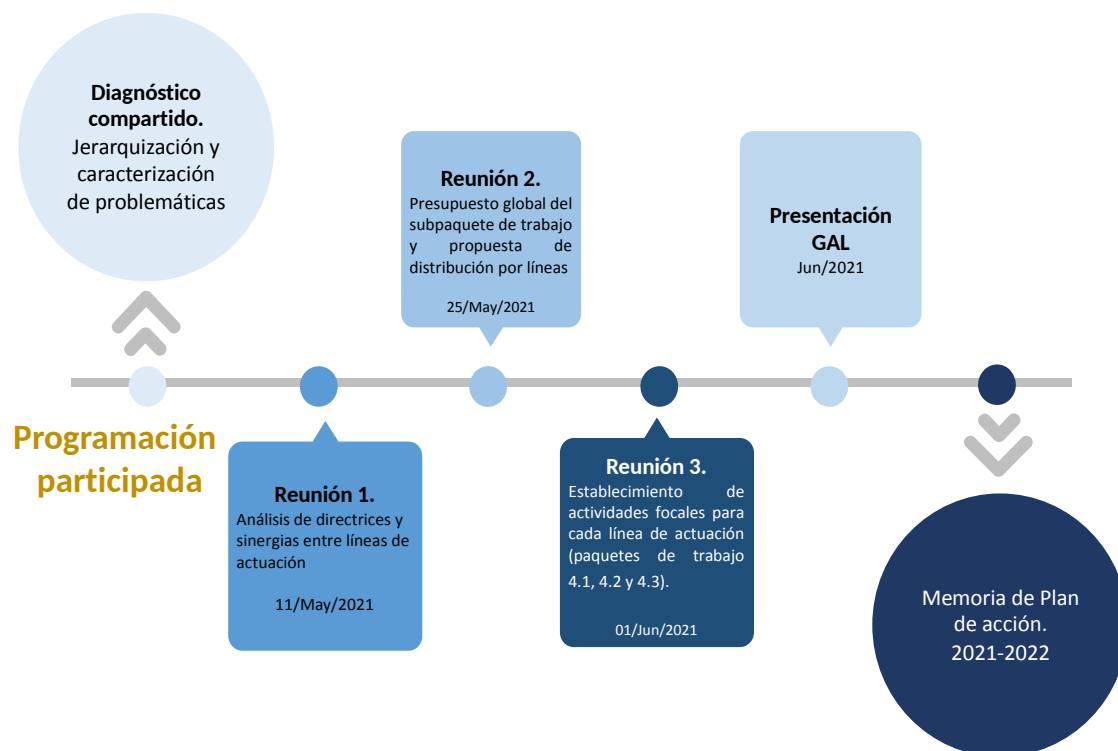 Diagnóstico
compartido.
Jerarquización y
caracterización
de problemáticas
Programación
participada
Reunión 1.
Análisis de directrices y
sinergias entre líneas de
actuación
11/May/2021
Reunión 2.
Presupuesto global del
subpaquete de trabajo
y propuesta de
distribución por líneas
25/May/2021
Reunión 3.
Establecimiento de
actividades focales para
cada línea de actuación
(paquetes de trabajo
4.1, 4.2 y 4.3).
01/Jun/2021
Presentación
GAL
Jun/2021
Memoria de Plan
de acción.
2021-2022